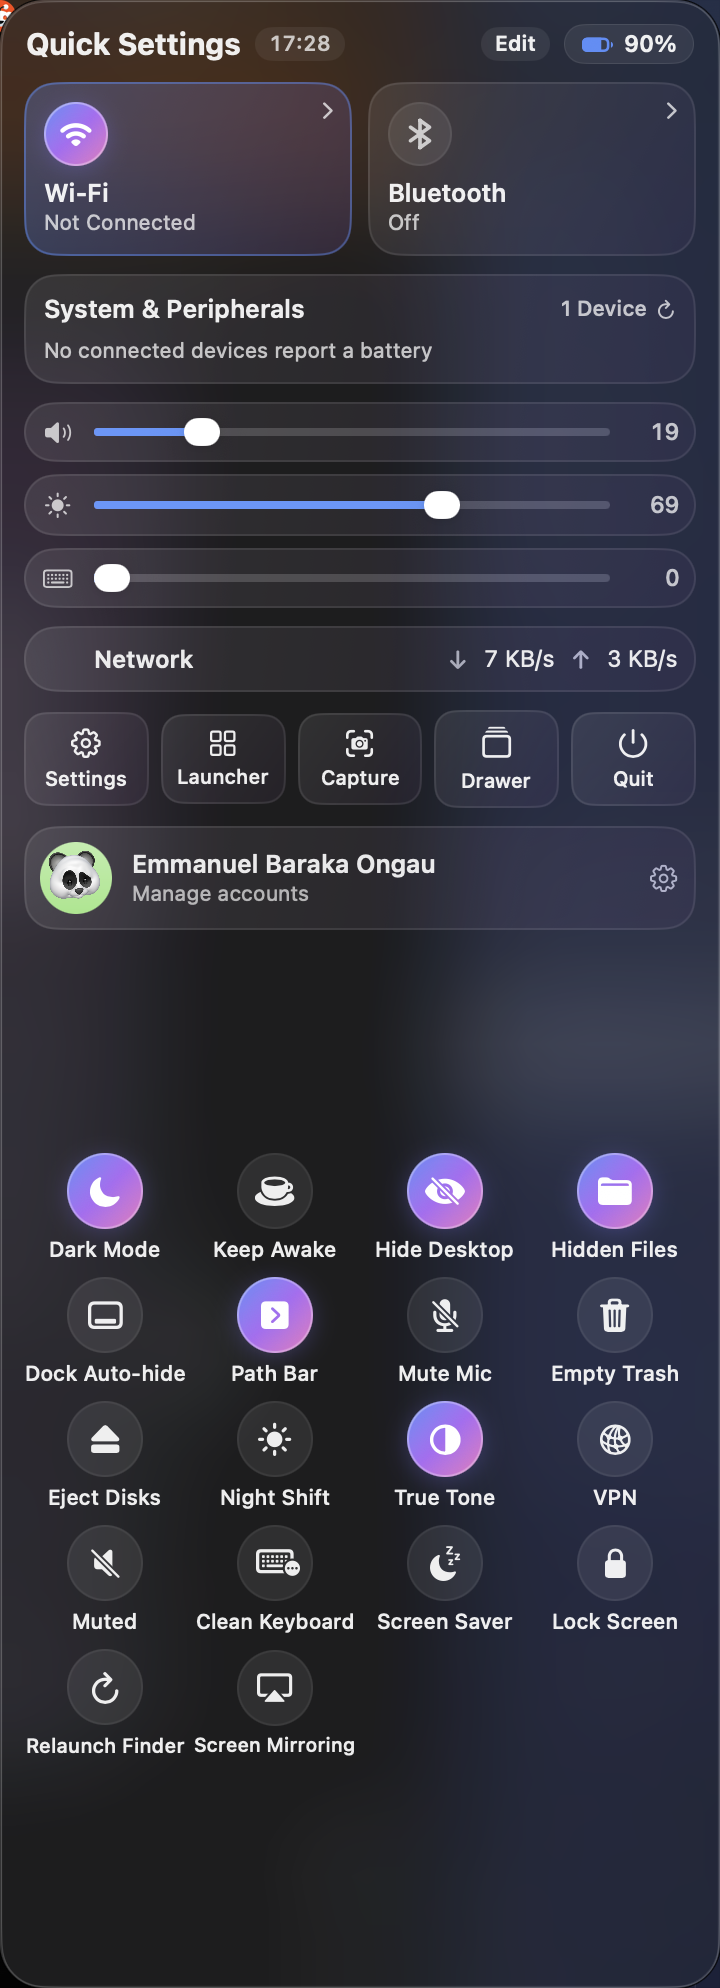 Quick Settings 17:28 Edit 90%
Wi-Fi
Not Connected
Bluetooth
Off
System & Peripherals 1 Device
No connected devices report a battery
19
69
0
Network 7 KB/s 3 KB/s
Settings Launcher Capture Drawer Quit
Emmanuel Baraka Ongau
Manage accounts
Dark Mode Keep Awake Hide Desktop Hidden Files
Dock Auto-hide Path Bar Mute Mic Empty Trash
Eject Disks Night Shift True Tone VPN
Muted Clean Keyboard Screen Saver Lock Screen
Relaunch Finder Screen Mirroring